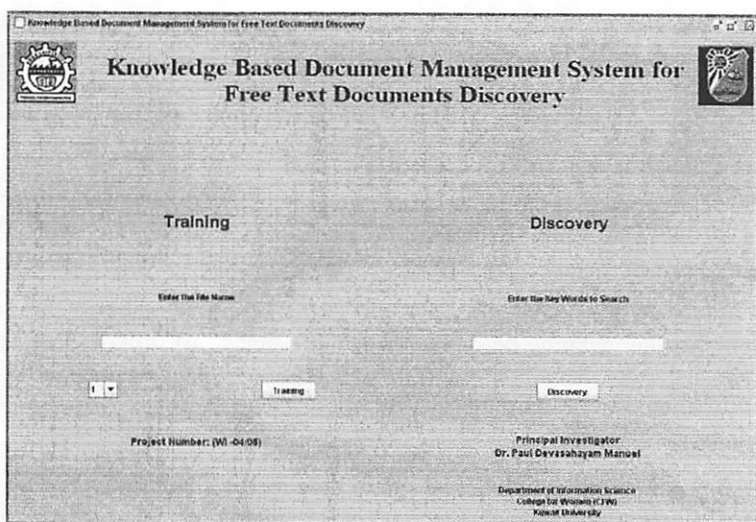 Knowledge Based Document Management System for Free Text Documents Discovery
Knowledge Based Document Management System for
Free Text Documents Discovery
Training
Discovery
Enter the File Name
Enter the Key Words to Search
1
Training
Discovery
Project Number: (WI -04/05)
Principal Investigator
Dr. Paul Devasahayam Manuel
Department of Information Science
College for Women (CFW)
Kuwait University